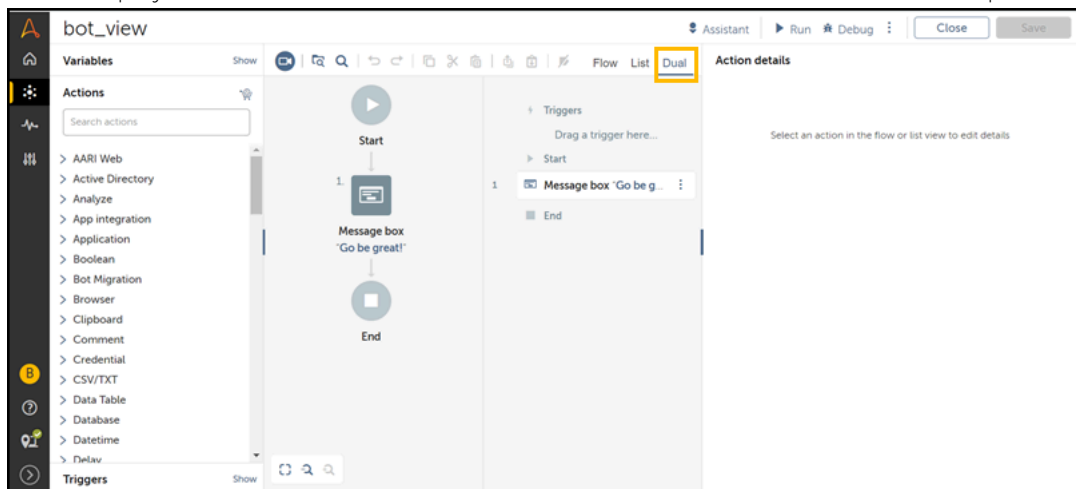 bot_view
Assistant Run Debug Close Save
Variables Show
Flow List Dual
Action details
Actions
Search actions
AARI Web
Active Directory
Analyze
App integration
Application
Boolean
Bot Migration
Browser
Clipboard
Comment
Credential
CSV/TXT
Data Table
Database
Datetime
Delay
Triggers Show
Start
1.
Message box
"Go be great!"
End
Triggers
Drag a trigger here...
Start
1 Message box "Go be g...
End
Select an action in the flow or list view to edit details
B